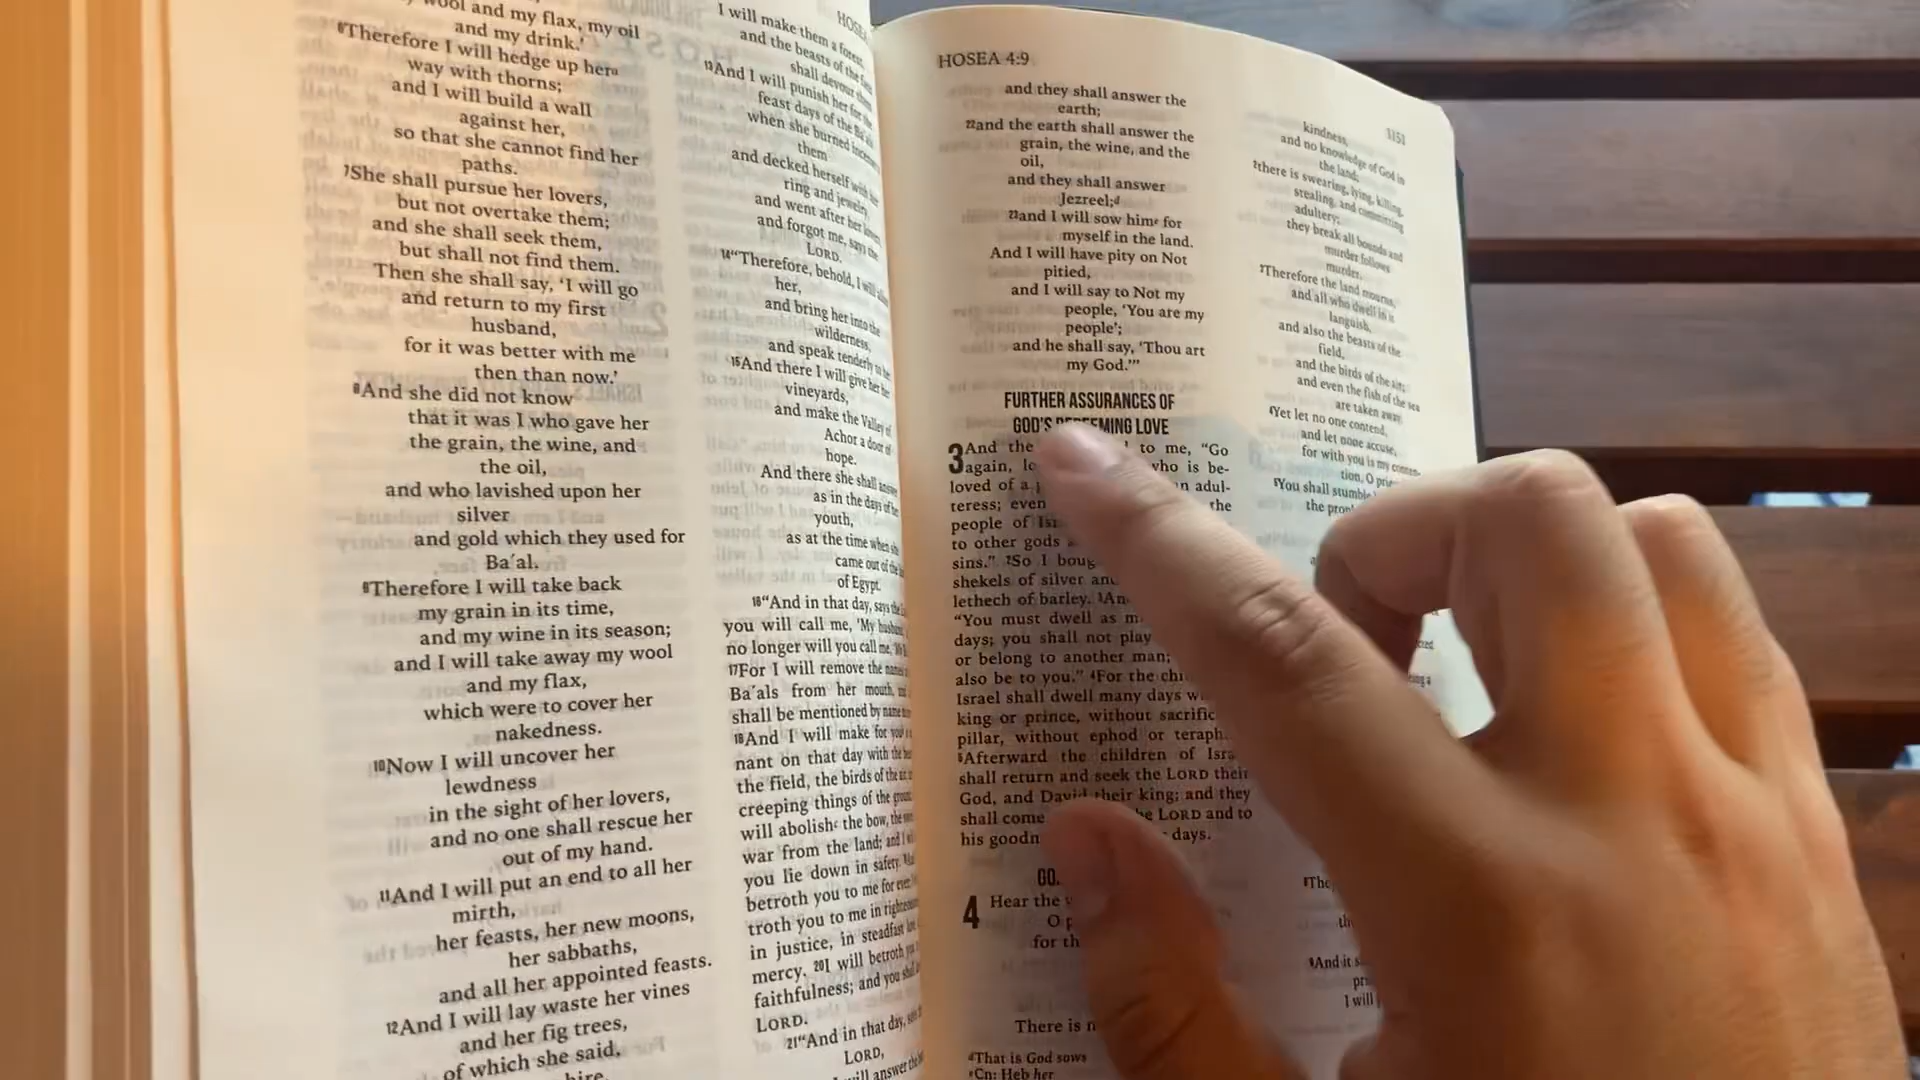 wool and my flax, my oil
and my drink.'
⁶Therefore I will hedge up herᵃ
way with thorns;
and I will build a wall
against her,
so that she cannot find her
paths.
⁷She shall pursue her lovers,
but not overtake them;
and she shall seek them,
but shall not find them.
Then she shall say, 'I will go
and return to my first
husband,
for it was better with me
then than now.'
⁸And she did not know
that it was I who gave her
the grain, the wine, and
the oil,
and who lavished upon her
silver
and gold which they used for
Ba′al.
⁹Therefore I will take back
my grain in its time,
and my wine in its season;
and I will take away my wool
and my flax,
which were to cover her
nakedness.
¹⁰Now I will uncover her
lewdness
in the sight of her lovers,
and no one shall rescue her
out of my hand.
¹¹And I will put an end to all her
mirth,
her feasts, her new moons,
her sabbaths,
and all her appointed feasts.
¹²And I will lay waste her vines
and her fig trees,
of which she said,
HOSEA
I will make them a forest,
and the beasts of the
shall devour them
¹³And I will punish her for the
feast days of the
when she burned incense
them
and decked herself with
ring and jewelry,
and went after her lovers,
and forgot me, says the
LORD.
¹⁴"Therefore, behold, I will
her,
and bring her into the
wilderness,
and speak tenderly to
¹⁵And there I will give her
vineyards,
and make the Valley of
Achor a door of
hope.
And there she shall answer
as in the days of her
youth,
as at the time when she
came out of the
of Egypt.
¹⁶"And in that day, says the
you will call me, 'My
no longer will you call me,
¹⁷For I will remove the
Ba′als from her mouth,
shall be mentioned by name
¹⁸And I will make for you
nant on that day with the
the field, the birds of the
creeping things of the
will abolishᶜ the bow, the
war from the land; and I
you lie down in safety.
betroth you to me for ever;
troth you to me in
in justice, in steadfast
mercy. ²⁰I will betroth you
faithfulness; and you
LORD.
²¹"And in that day,
LORD,
will answer the
HOSEA 4:9
and they shall answer the
earth;
²²and the earth shall answer the
grain, the wine, and the
oil,
and they shall answer
Jezreel;ᵈ
²³and I will sow himᵉ for
myself in the land.
And I will have pity on Not
pitied,
and I will say to Not my
people, 'You are my
people';
and he shall say, 'Thou art
my God.'"
FURTHER ASSURANCES OF
GOD'S REDEEMING LOVE
3 And the to me, "Go
again, who is be-
loved of a adul-
teress; even the
people of
to other gods
sins." ²So I
shekels of silver
lethech of barley.
"You must dwell as
days; you shall not play
or belong to another man;
also be to you." ⁴For the
Israel shall dwell many days
king or prince, without
pillar, without ephod or
⁵Afterward the children of
shall return and seek the LORD their
God, and David their king; and they
shall come LORD and to
his days.
4 Hear the
O
for
There is
ᵈThat is God sows
ᵉCn: Heb her
1151
kindness,
and no knowledge of God in
the land;
²there is swearing, lying, killing,
stealing, and committing
adultery;
they break all bounds and
murder follows
murder.
³Therefore the land mourns,
and all who dwell in it
languish,
and also the beasts of the
field,
and the birds of the air;
and even the fish of the sea
are taken away.
⁴Yet let no one contend,
and let none accuse,
for with you is my conten-
tion, O
⁵You shall stumble
the
⁹And it
I will